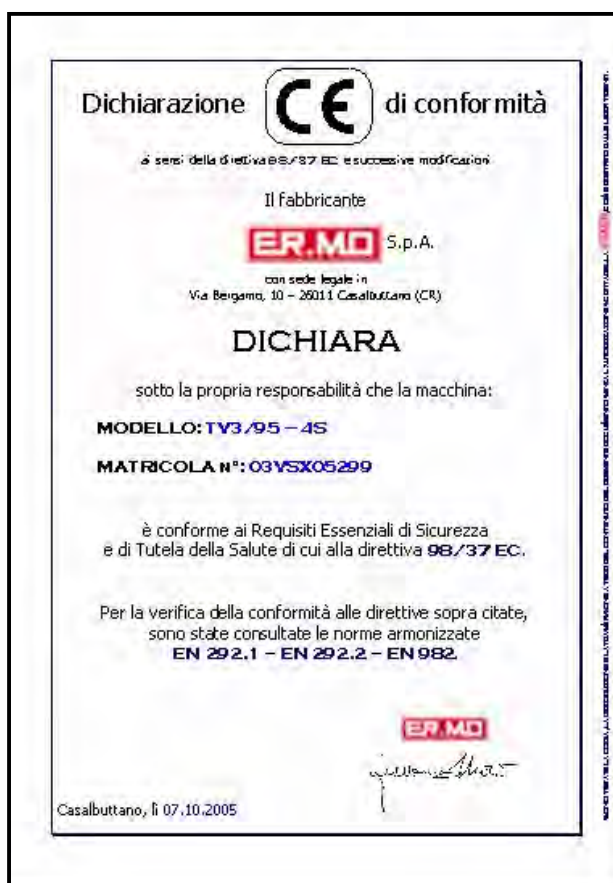 Dichiarazione CE di conformità
ai sensi della direttiva 98/37 EC e successive modificazioni
Il fabbricante
ER.MO S.p.A.
con sede legale in
Via Bergamo, 10 – 26011 Casalbuttano (CR)
DICHIARA
sotto la propria responsabilità che la macchina:
MODELLO: TV3/95 – 4S
MATRICOLA N°: 03VSX05299
è conforme ai Requisiti Essenziali di Sicurezza
e di Tutela della Salute di cui alla direttiva 98/37 EC.
Per la verifica della conformità alle direttive sopra citate,
sono state consultate le norme armonizzate
EN 292.1 – EN 292.2 – EN 982.
ER.MO
Casalbuttano, lì 07.10.2005